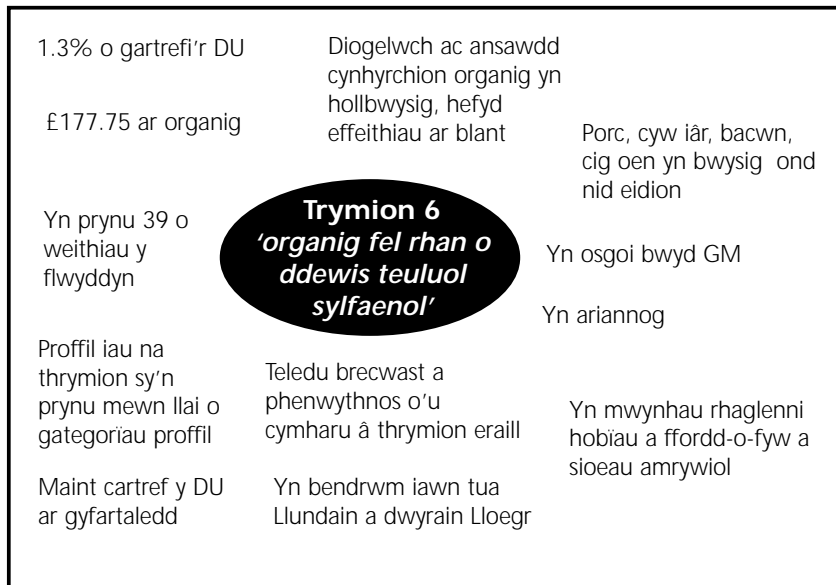 1.3% o gartrefi'r DU
£177.75 ar organig
Diogelwch ac ansawdd
cynhyrchion organig yn
hollbwysig, hefyd
effeithiau ar blant
Porc, cyw iâr, bacwn,
cig oen yn bwysig ond
nid eidion
Yn prynu 39 o
weithiau y
flwyddyn
Trymion 6
'organig fel rhan o
ddewis teuluol
sylfaenol'
Yn osgoi bwyd GM
Yn ariannog
Proffil iau na
thrymion sy'n
prynu mewn llai o
gategorïau proffil
Teledu brecwast a
phenwythnos o'u
cymharu â thrymion eraill
Yn mwynhau rhaglenni
hobïau a ffordd-o-fyw a
sioeau amrywiol
Maint cartref y DU
ar gyfartaledd
Yn bendrwm iawn tua
Llundain a dwyrain Lloegr